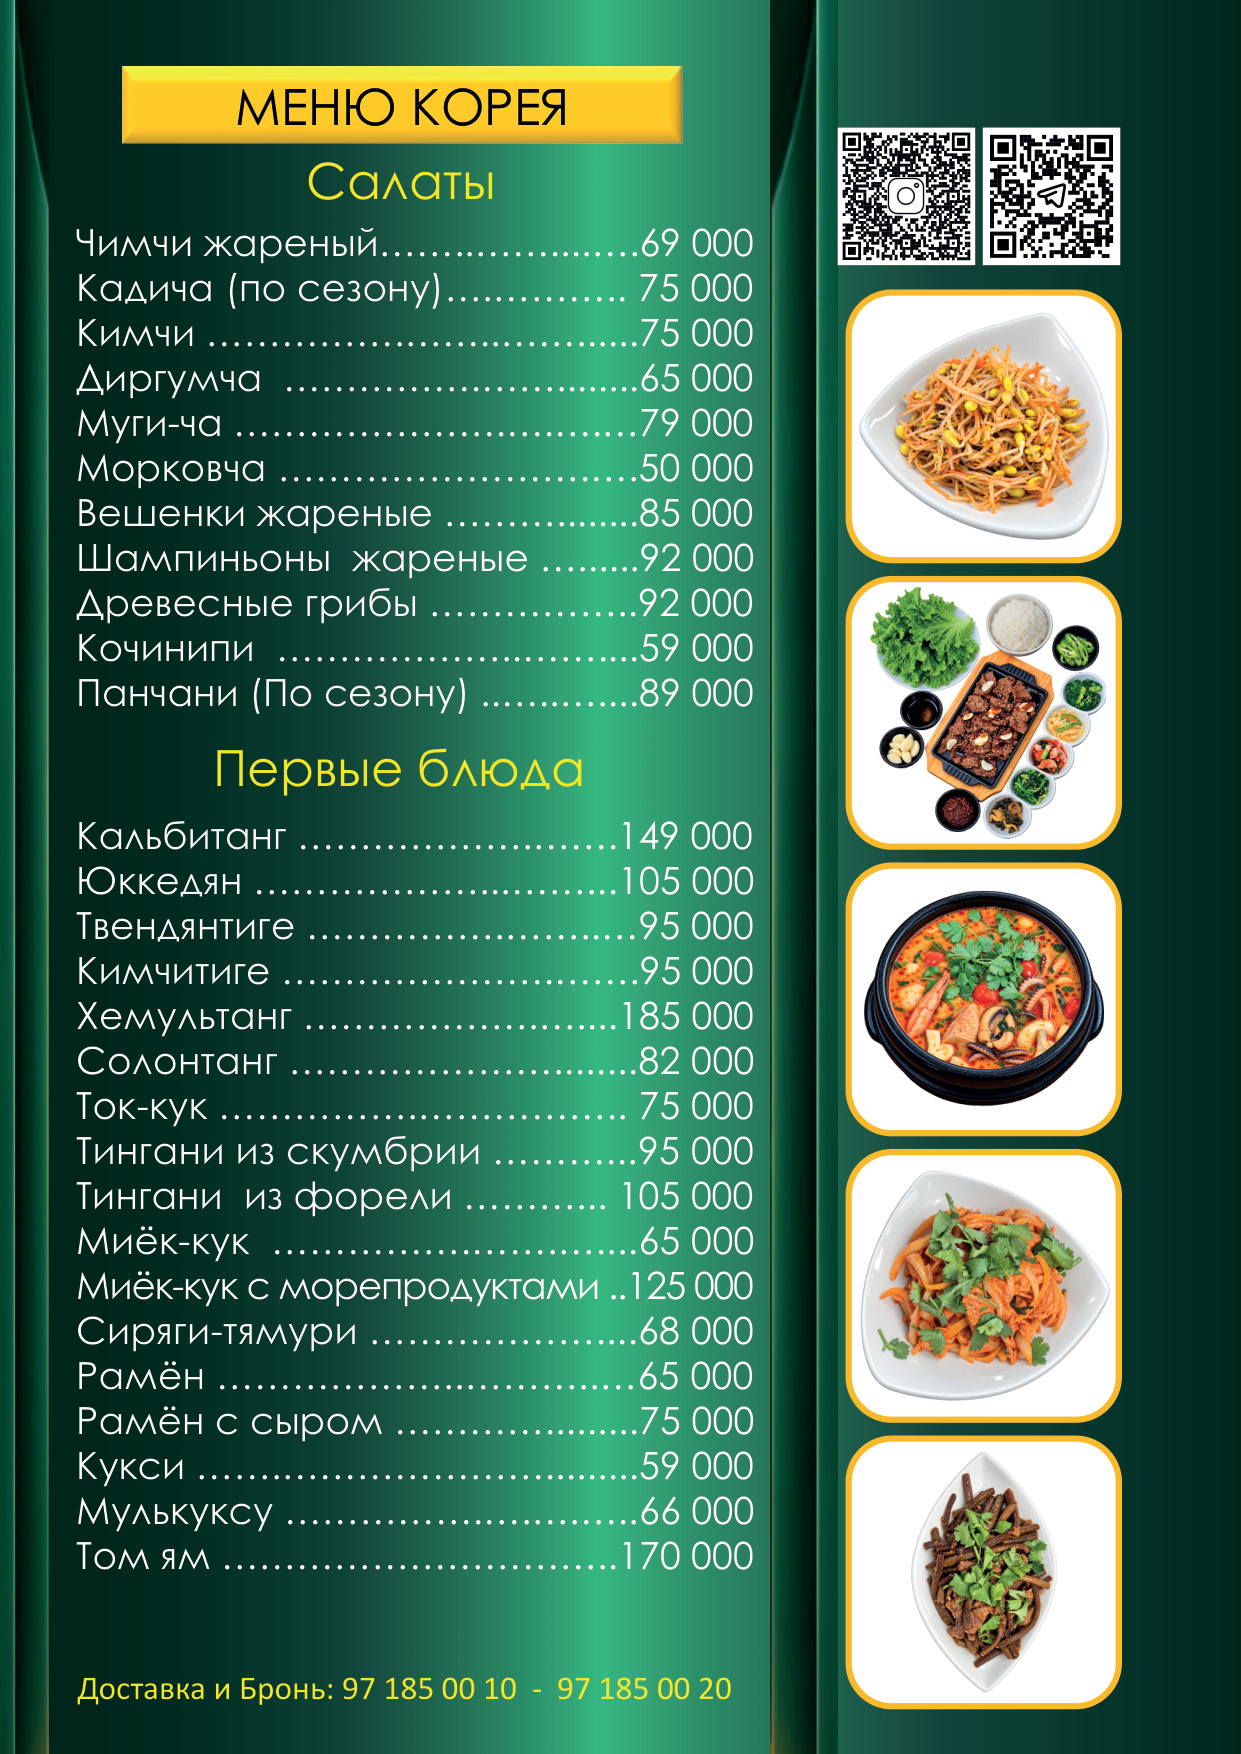 МЕНЮ КОРЕЯ
Салаты
Чимчи жареный......................69 000
Кадича (по сезону)............... 75 000
Кимчи ...................................75 000
Диргумча ..............................65 000
Муги-ча .................................79 000
Морковча .............................50 000
Вешенки жареные ................85 000
Шампиньоны жареные .........92 000
Древесные грибы .................92 000
Кочинипи ..............................59 000
Панчани (По сезону) .............89 000
Первые блюда
Кальбитанг ..........................149 000
Юккедян ..............................105 000
Твендянтиге ...........................95 000
Кимчитиге .............................95 000
Хемультанг ..........................185 000
Солонтанг .............................82 000
Ток-кук ................................. 75 000
Тингани из скумбрии ............95 000
Тингани из форели ............ 105 000
Миёк-кук ..............................65 000
Миёк-кук с морепродуктами ..125 000
Сиряги-тямури ......................68 000
Рамён ...................................65 000
Рамён с сыром .....................75 000
Кукси .....................................59 000
Мулькуксу .............................66 000
Том ям .................................170 000
Доставка и Бронь: 97 185 00 10 - 97 185 00 20